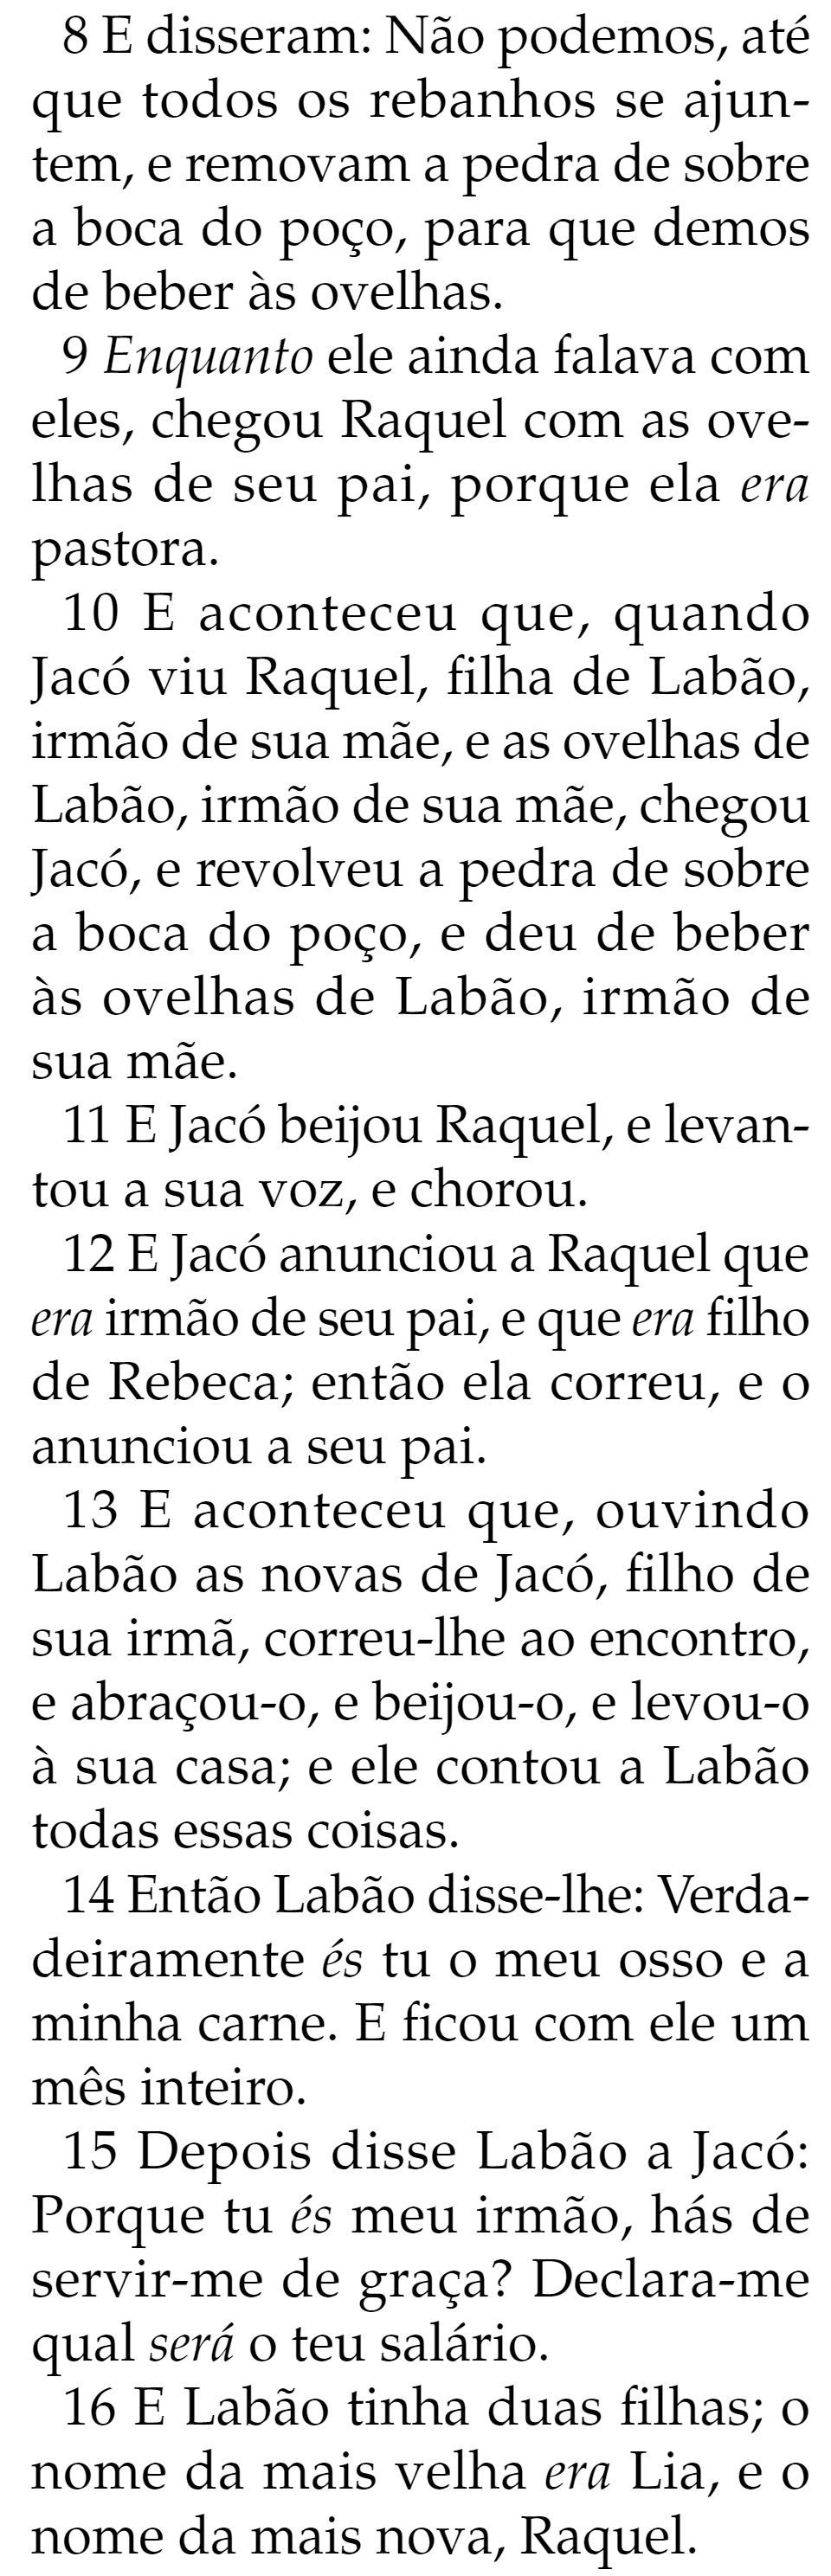 8 E disseram: Não podemos, até
que todos os rebanhos se ajun-
tem, e removam a pedra de sobre
a boca do poço, para que demos
de beber às ovelhas.
9 Enquanto ele ainda falava com
eles, chegou Raquel com as ove-
lhas de seu pai, porque ela era
pastora.
10 E aconteceu que, quando
Jacó viu Raquel, filha de Labão,
irmão de sua mãe, e as ovelhas de
Labão, irmão de sua mãe, chegou
Jacó, e revolveu a pedra de sobre
a boca do poço, e deu de beber
às ovelhas de Labão, irmão de
sua mãe.
11 E Jacó beijou Raquel, e levan-
tou a sua voz, e chorou.
12 E Jacó anunciou a Raquel que
era irmão de seu pai, e que era filho
de Rebeca; então ela correu, e o
anunciou a seu pai.
13 E aconteceu que, ouvindo
Labão as novas de Jacó, filho de
sua irmã, correu-lhe ao encontro,
e abraçou-o, e beijou-o, e levou-o
à sua casa; e ele contou a Labão
todas essas coisas.
14 Então Labão disse-lhe: Verda-
deiramente és tu o meu osso e a
minha carne. E ficou com ele um
mês inteiro.
15 Depois disse Labão a Jacó:
Porque tu és meu irmão, hás de
servir-me de graça? Declara-me
qual será o teu salário.
16 E Labão tinha duas filhas; o
nome da mais velha era Lia, e o
nome da mais nova, Raquel.